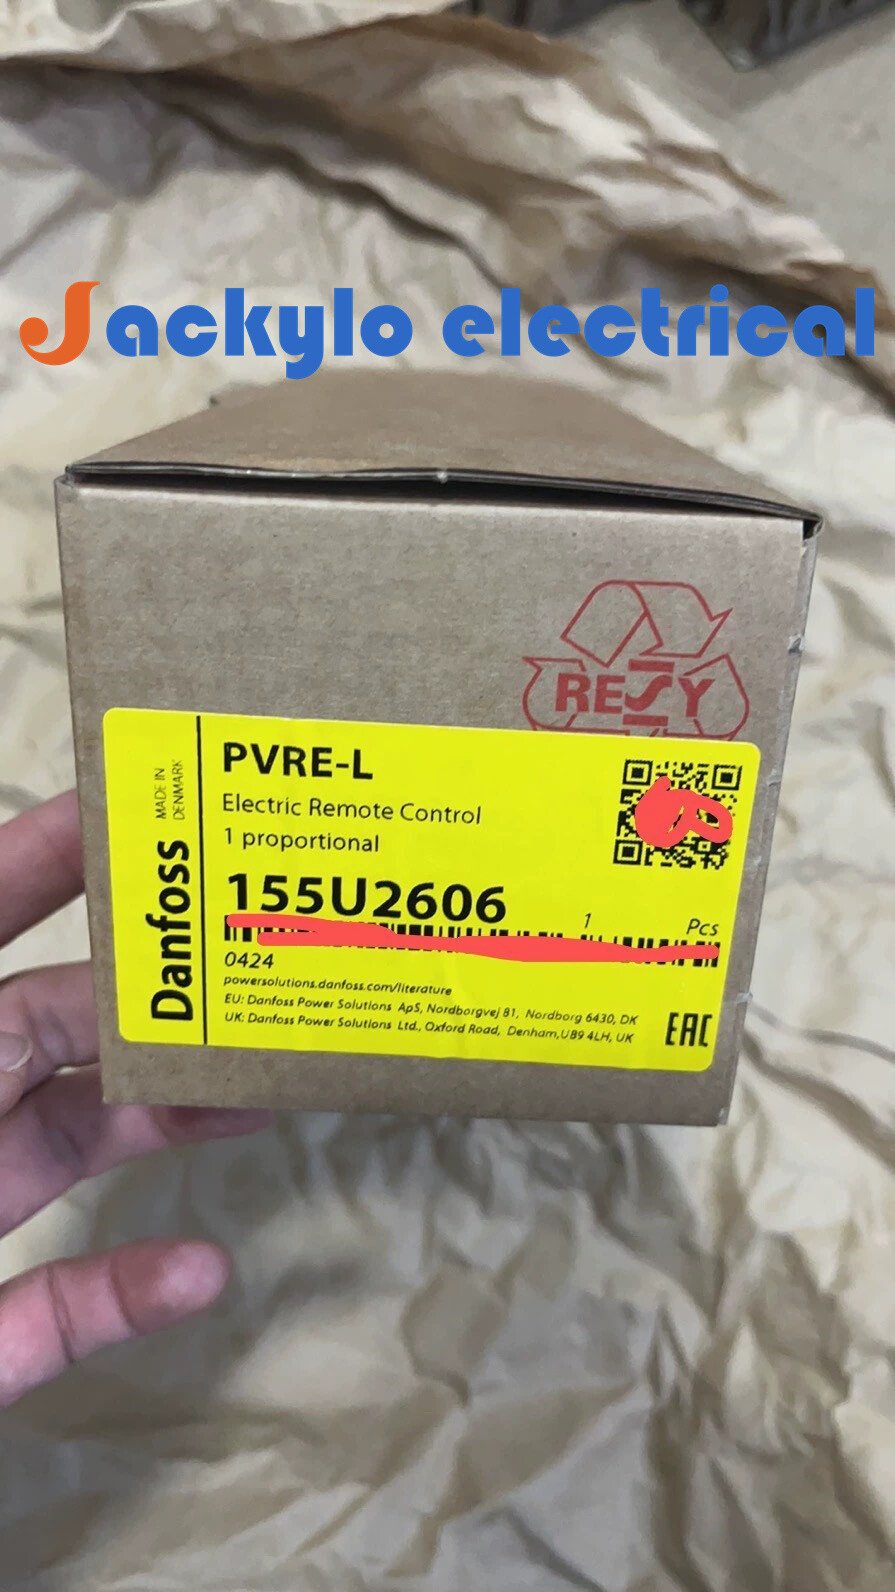 Jackylo electrical
RESY
PVRE-L
Electric Remote Control
1 proportional
155U2606
1 Pcs
0424
powersolutions.danfoss.com/literature
EU: Danfoss Power Solutions ApS, Nordborgvej 81, Nordborg 6430, DK
UK: Danfoss Power Solutions Ltd., Oxford Road, Denham,UB9 4LH, UK
EAC
Danfoss
MADE IN
DENMARK